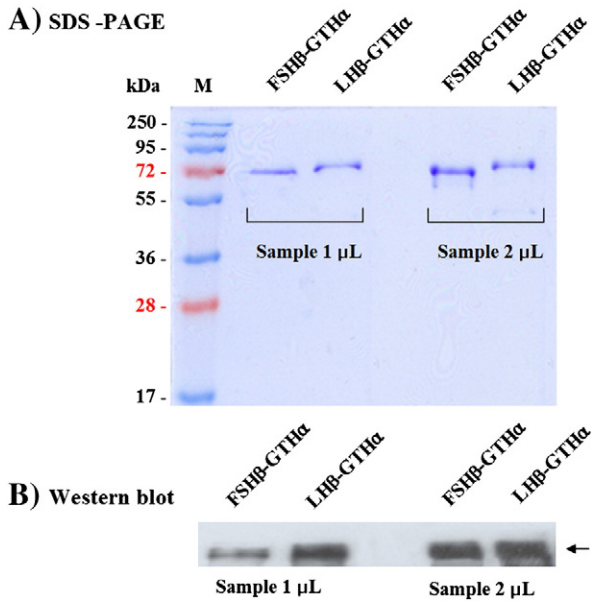 A) SDS -PAGE
FSHβ-GTHα
LHβ-GTHα
FSHβ-GTHα
LHβ-GTHα
kDa
M
250 -
95 -
72 -
55 -
36 -
28 -
17 -
Sample 1 μL
Sample 2 μL
B) Western blot
FSHβ-GTHα
LHβ-GTHα
FSHβ-GTHα
LHβ-GTHα
Sample 1 μL
Sample 2 μL